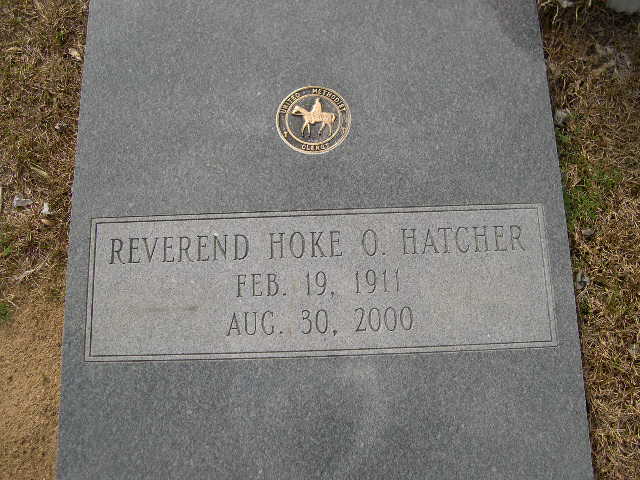 UNITED METHODIST
CLERGY
REVEREND HOKE O. HATCHER
FEB. 19, 1911
AUG. 30, 2000